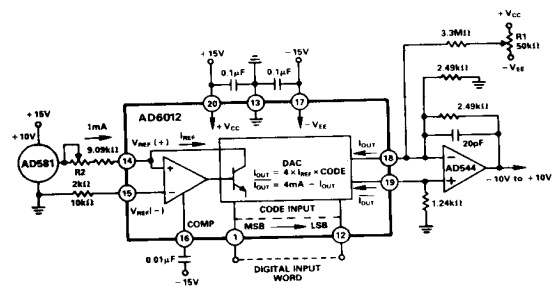 +VCC
3.3MΩ
R1
50kΩ
-VEE
+15V
-15V
0.1μF
0.1μF
2.49kΩ
2.49kΩ
20pF
20
13
17
AD6012
+VCC
-VEE
+15V
+10V
1mA
AD581
R2
2kΩ
9.09kΩ
10kΩ
14
15
VREF(+)
IREF
VREF(-)
COMP
DAC
IOUT = 4 × IREF × CODE
IOUT = 4mA - IOUT
CODE INPUT
MSB → LSB
IOUT
IOUT
18
19
AD544
-10V to +10V
1.24kΩ
16
1
12
0.01μF
-15V
DIGITAL INPUT
WORD